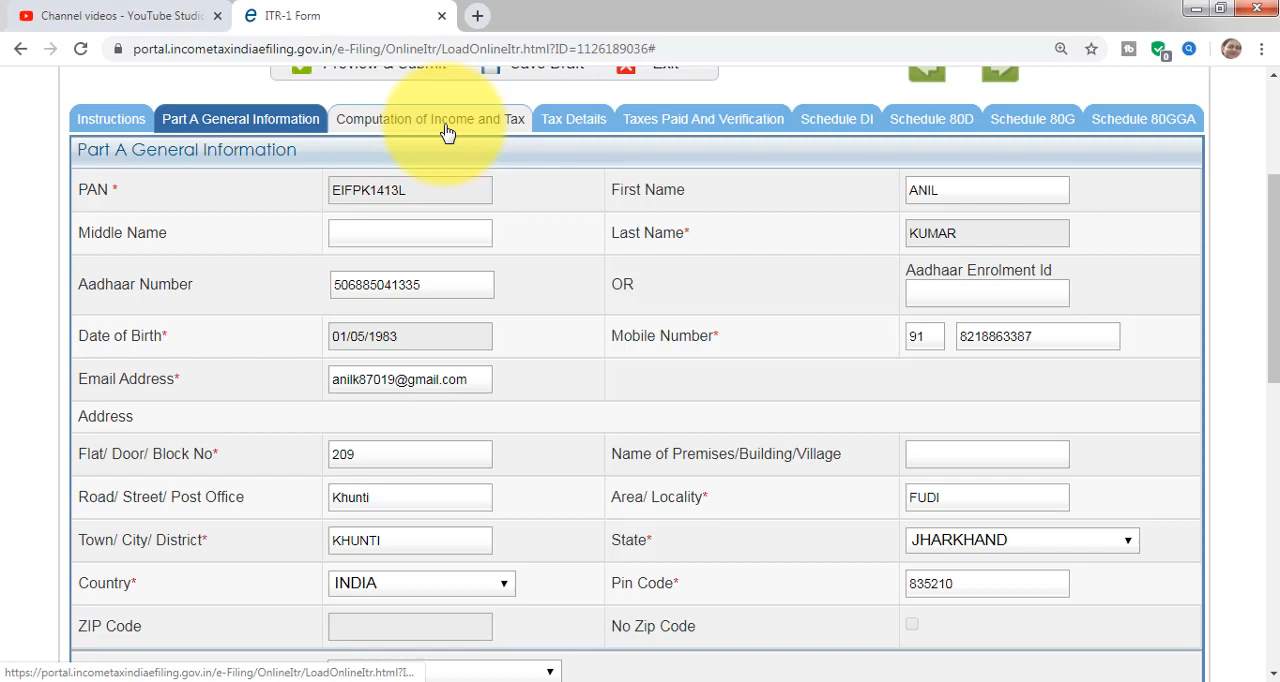 Channel videos - YouTube Studio
ITR-1 Form
portal.incometaxindiaefiling.gov.in/e-Filing/OnlineItr/LoadOnlineItr.html?ID=1126189036#
0
Preview & Submit Save Draft Exit
Instructions Part A General Information Computation of Income and Tax Tax Details Taxes Paid And Verification Schedule DI Schedule 80D Schedule 80G Schedule 80GGA
Part A General Information
PAN * EIFPK1413L First Name ANIL
Middle Name Last Name* KUMAR
Aadhaar Number 506885041335 OR Aadhaar Enrolment Id
Date of Birth* 01/05/1983 Mobile Number* 91 8218863387
Email Address* anilk87019@gmail.com
Address
Flat/ Door/ Block No* 209 Name of Premises/Building/Village
Road/ Street/ Post Office Khunti Area/ Locality* FUDI
Town/ City/ District* KHUNTI State* JHARKHAND
Country* INDIA Pin Code* 835210
ZIP Code No Zip Code
https://portal.incometaxindiaefiling.gov.in/e-Filing/OnlineItr/LoadOnlineItr.html?I...